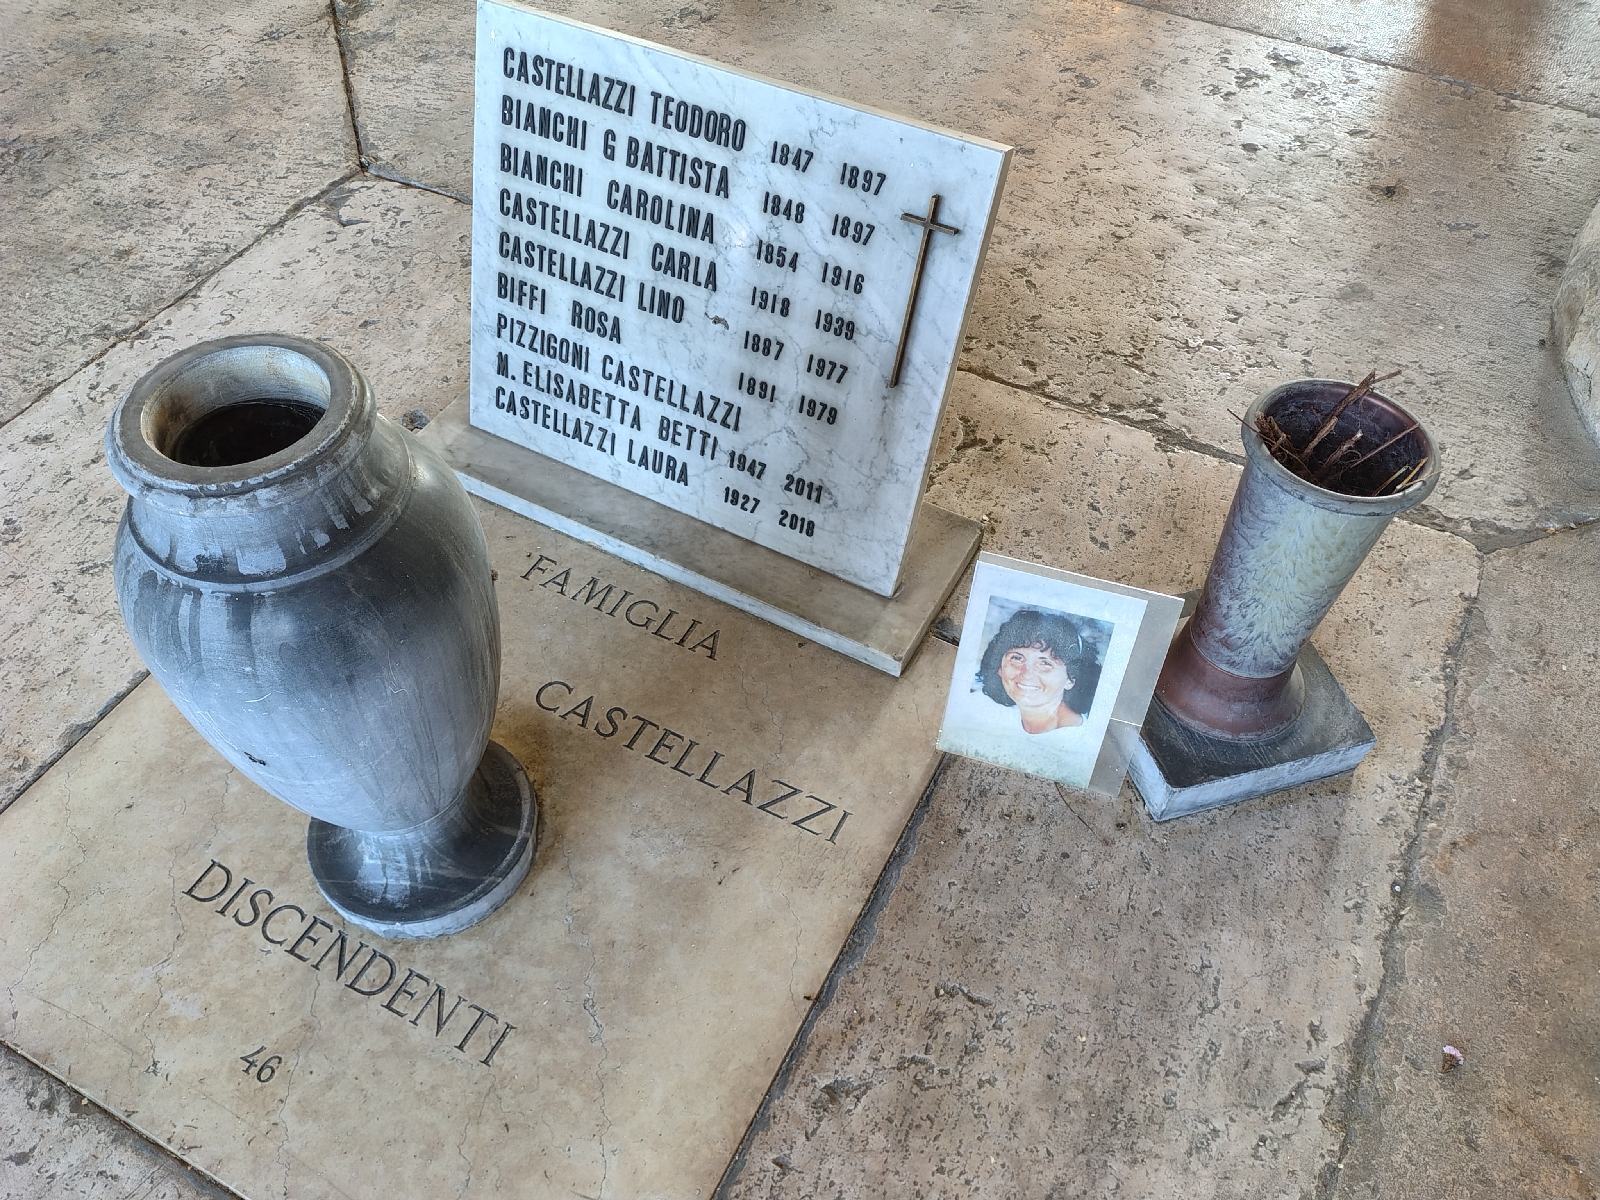 CASTELLAZZI TEODORO 1847 1897
BIANCHI G BATTISTA 1848 1897
BIANCHI CAROLINA 1854 1916
CASTELLAZZI CARLA 1918 1939
CASTELLAZZI LINO 1887 1977
BIFFI ROSA 1891 1979
PIZZIGONI CASTELLAZZI
M. ELISABETTA BETTI 1947 2011
CASTELLAZZI LAURA 1927 2018
FAMIGLIA
CASTELLAZZI
DISCENDENTI
46